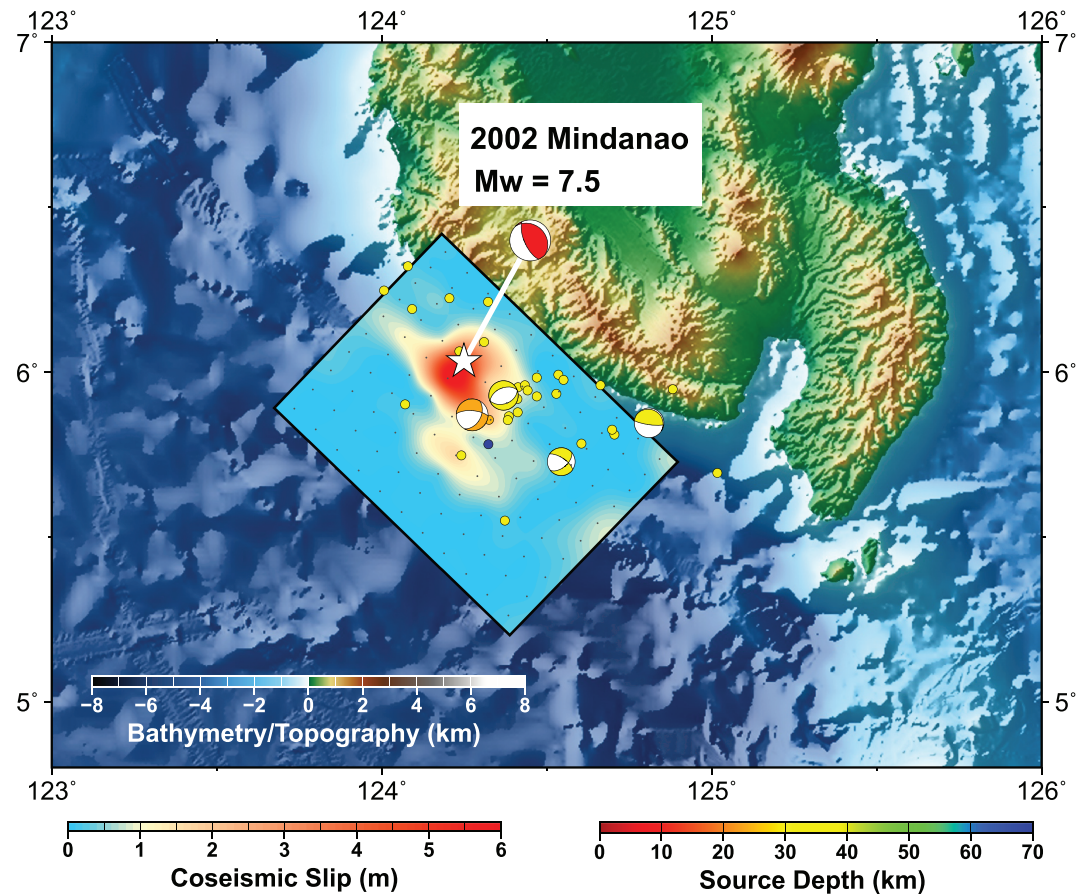 123° 124° 125° 126°
7° 7°
2002 Mindanao
Mw = 7.5
6° 6°
5° 5°
−8 −6 −4 −2 0 2 4 6 8
Bathymetry/Topography (km)
123° 124° 125° 126°
0 1 2 3 4 5 6
Coseismic Slip (m)
0 10 20 30 40 50 60 70
Source Depth (km)